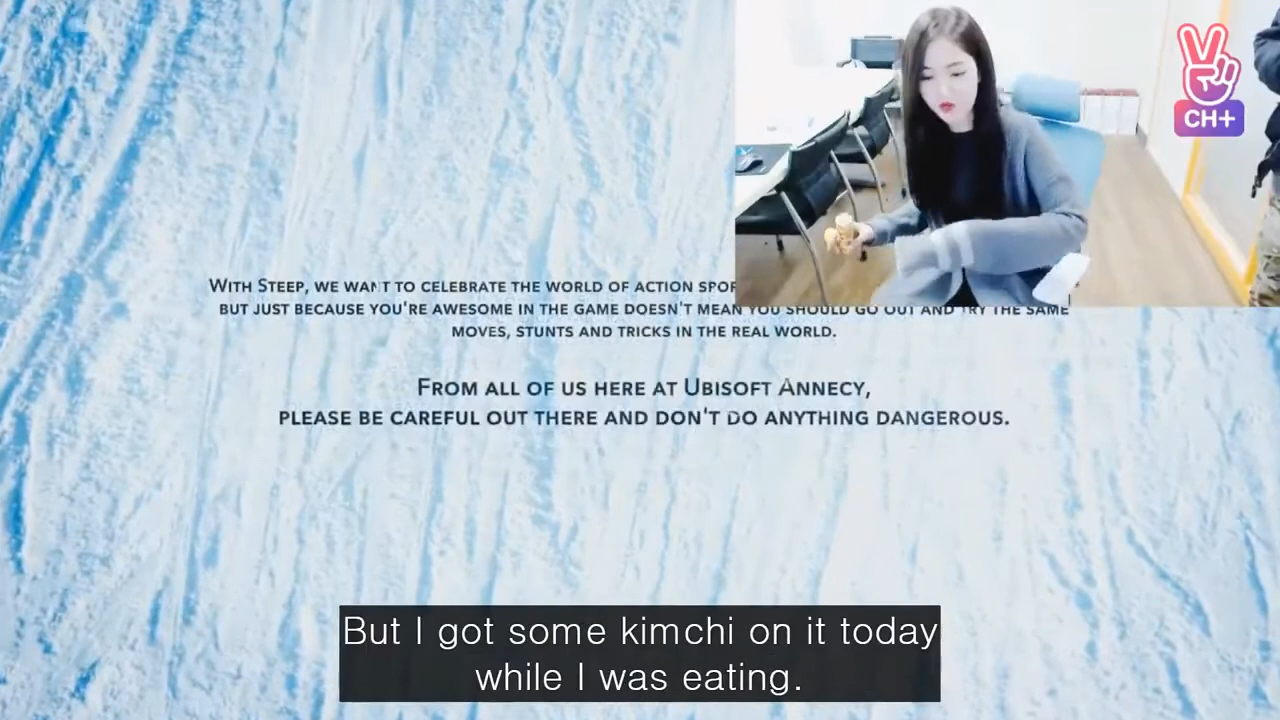 CH+
WITH STEEP, WE WANT TO CELEBRATE THE WORLD OF ACTION
BUT JUST BECAUSE YOU'RE AWESOME IN THE GAME DOESN'T MEAN YOU SHOULD GO OUT AND TRY THE SAME
MOVES, STUNTS AND TRICKS IN THE REAL WORLD.
FROM ALL OF US HERE AT UBISOFT ANNECY,
PLEASE BE CAREFUL OUT THERE AND DON'T DO ANYTHING DANGEROUS.
But I got some kimchi on it today
while I was eating.